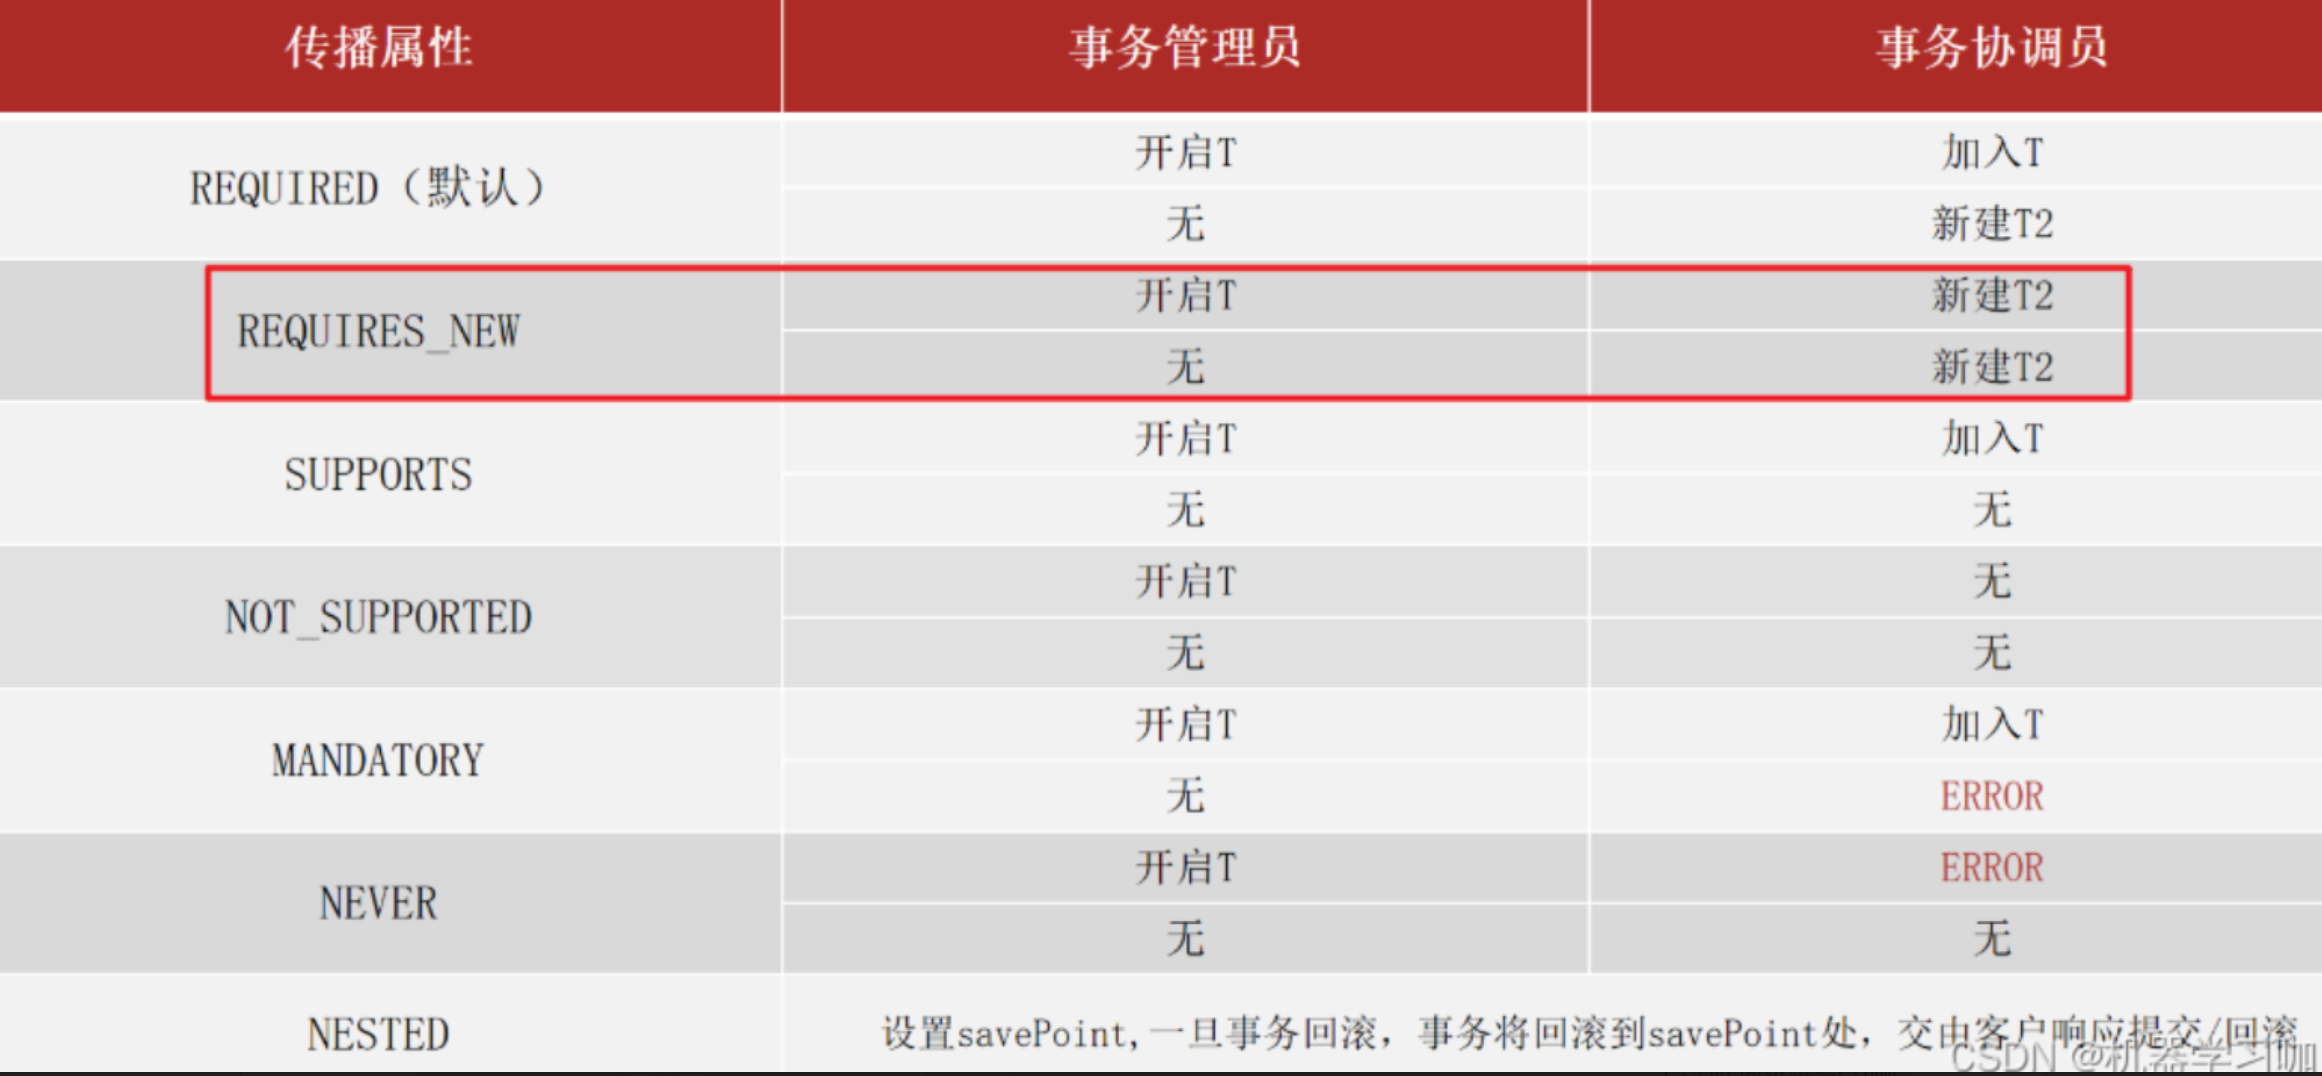 传播属性 事务管理员 事务协调员
REQUIRED（默认） 开启T 加入T
无 新建T2
REQUIRES_NEW 开启T 新建T2
无 新建T2
SUPPORTS 开启T 加入T
无 无
NOT_SUPPORTED 开启T 无
无 无
MANDATORY 开启T 加入T
无 ERROR
NEVER 开启T ERROR
无 无
NESTED 设置savePoint,一旦事务回滚，事务将回滚到savePoint处，交由客户响应提交/回滚
CSDN @机器学习咖